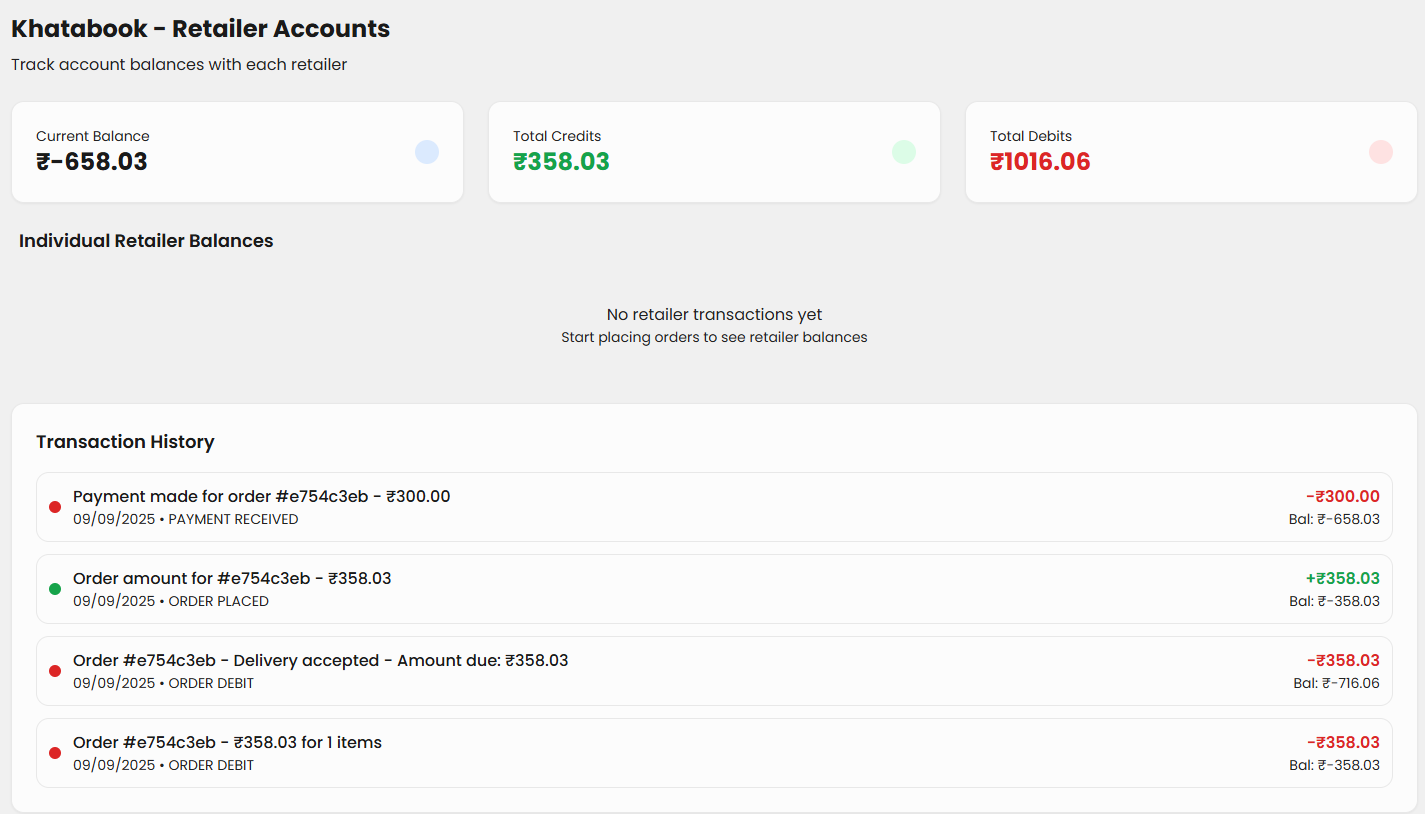 Khatabook - Retailer Accounts
Track account balances with each retailer
Current Balance
₹-658.03
Total Credits
₹358.03
Total Debits
₹1016.06
Individual Retailer Balances
No retailer transactions yet
Start placing orders to see retailer balances
Transaction History
Payment made for order #e754c3eb - ₹300.00
-₹300.00
09/09/2025 • PAYMENT RECEIVED
Bal: ₹-658.03
Order amount for #e754c3eb - ₹358.03
+₹358.03
09/09/2025 • ORDER PLACED
Bal: ₹-358.03
Order #e754c3eb - Delivery accepted - Amount due: ₹358.03
-₹358.03
09/09/2025 • ORDER DEBIT
Bal: ₹-716.06
Order #e754c3eb - ₹358.03 for 1 items
-₹358.03
09/09/2025 • ORDER DEBIT
Bal: ₹-358.03